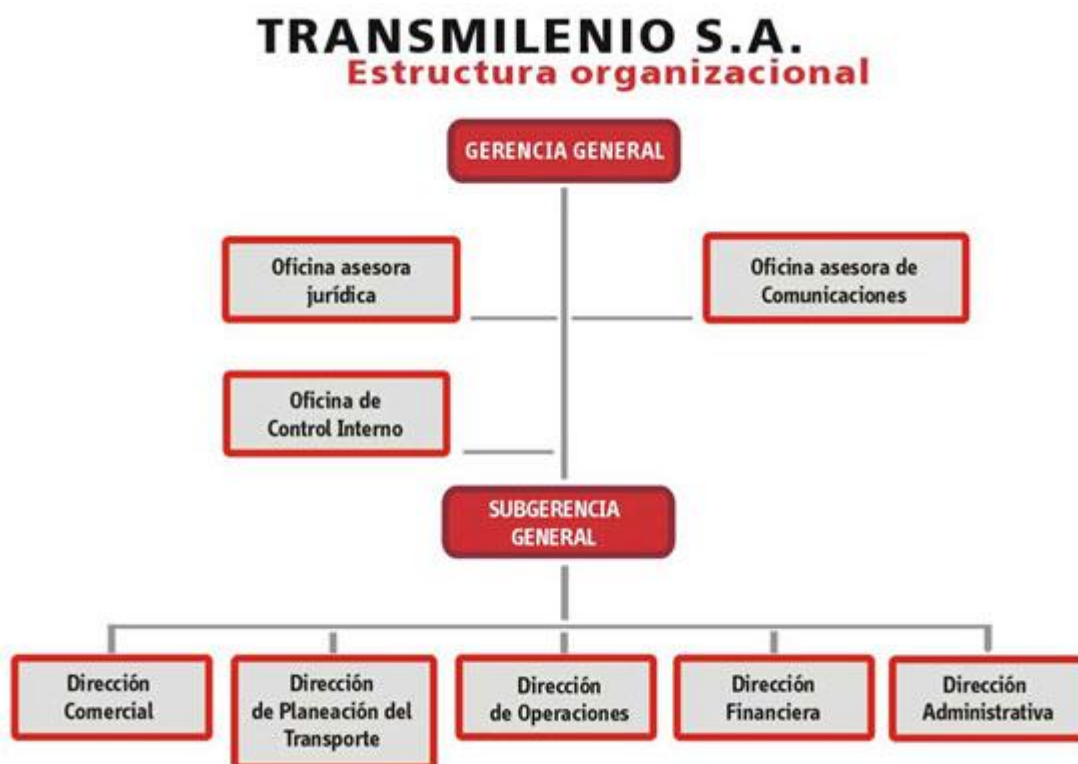 TRANSMILENIO S.A.
Estructura organizacional
GERENCIA GENERAL
Oficina asesora
jurídica
Oficina asesora de
Comunicaciones
Oficina de
Control Interno
SUBGERENCIA
GENERAL
Dirección
Comercial
Dirección
de Planeación del
Transporte
Dirección
de Operaciones
Dirección
Financiera
Dirección
Administrativa